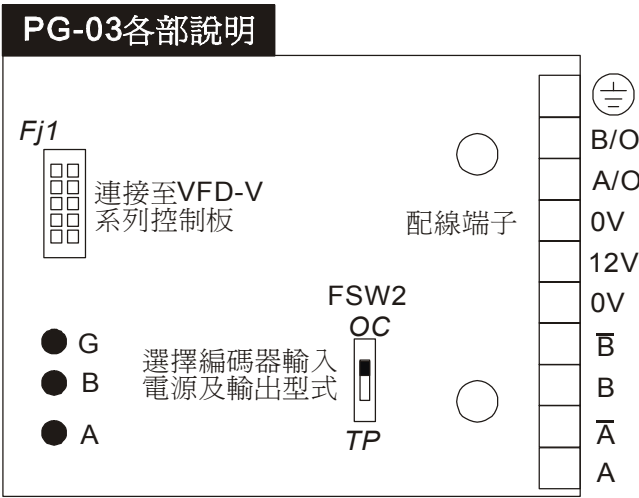 PG-03各部說明
Fj1
連接至VFD-V
系列控制板
配線端子
FSW2
OC
選擇編碼器輸入
電源及輸出型式
TP
G
B
A
B/O
A/O
0V
12V
0V
B̅
B
A̅
A